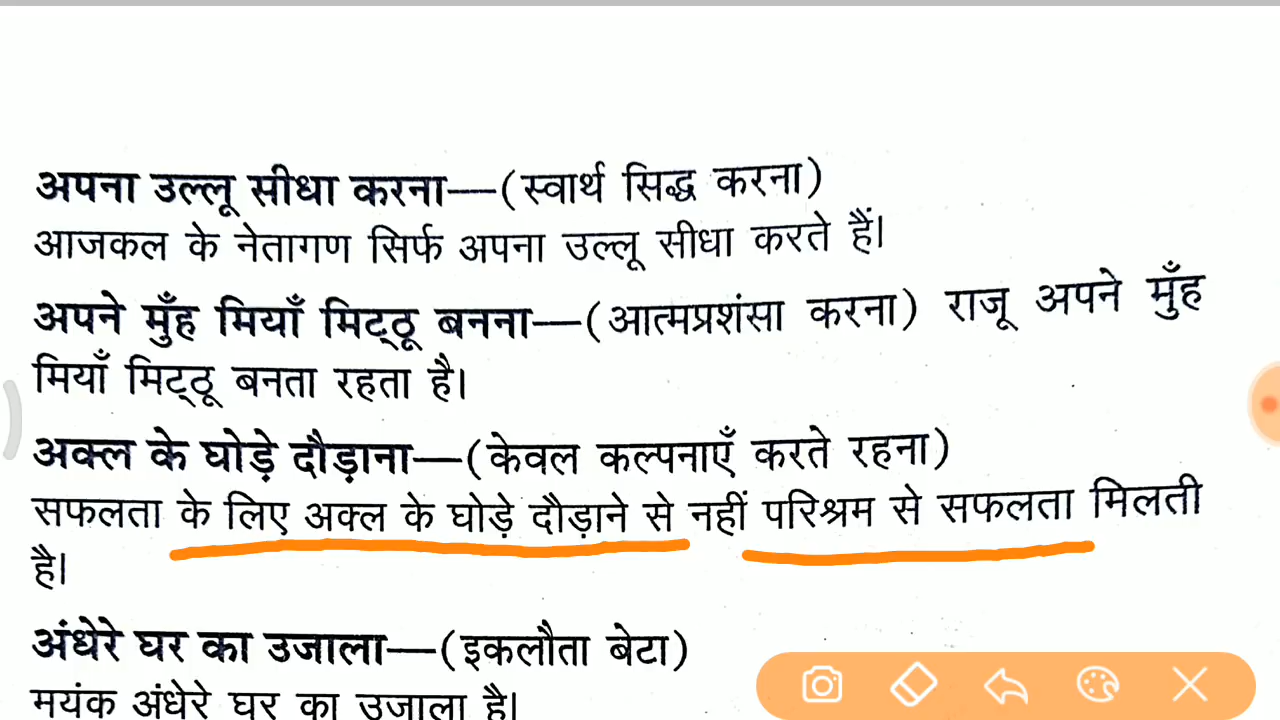 अपना उल्लू सीधा करना—(स्वार्थ सिद्ध करना)
आजकल के नेतागण सिर्फ अपना उल्लू सीधा करते हैं।
अपने मुँह मियाँ मिट्ठू बनना—(आत्मप्रशंसा करना) राजू अपने मुँह
मियाँ मिट्ठू बनता रहता है।
अक्ल के घोड़े दौड़ाना—(केवल कल्पनाएँ करते रहना)
सफलता के लिए अक्ल के घोड़े दौड़ाने से नहीं परिश्रम से सफलता मिलती
है।
अंधेरे घर का उजाला—(इकलौता बेटा)
मयंक अंधेरे घर का उजाला है।